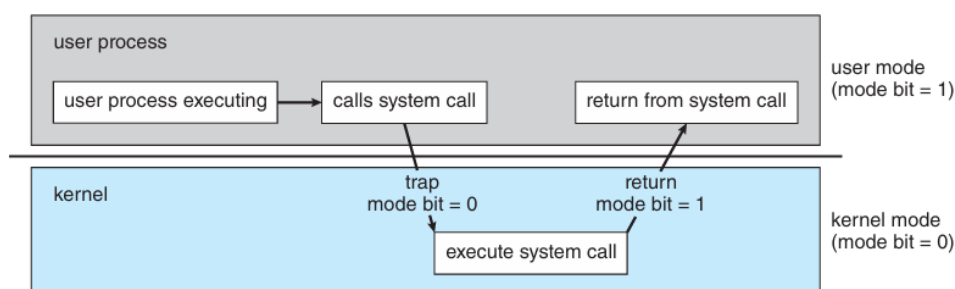 user process
user process executing
calls system call
return from system call
user mode
(mode bit = 1)
kernel
trap
mode bit = 0
return
mode bit = 1
execute system call
kernel mode
(mode bit = 0)